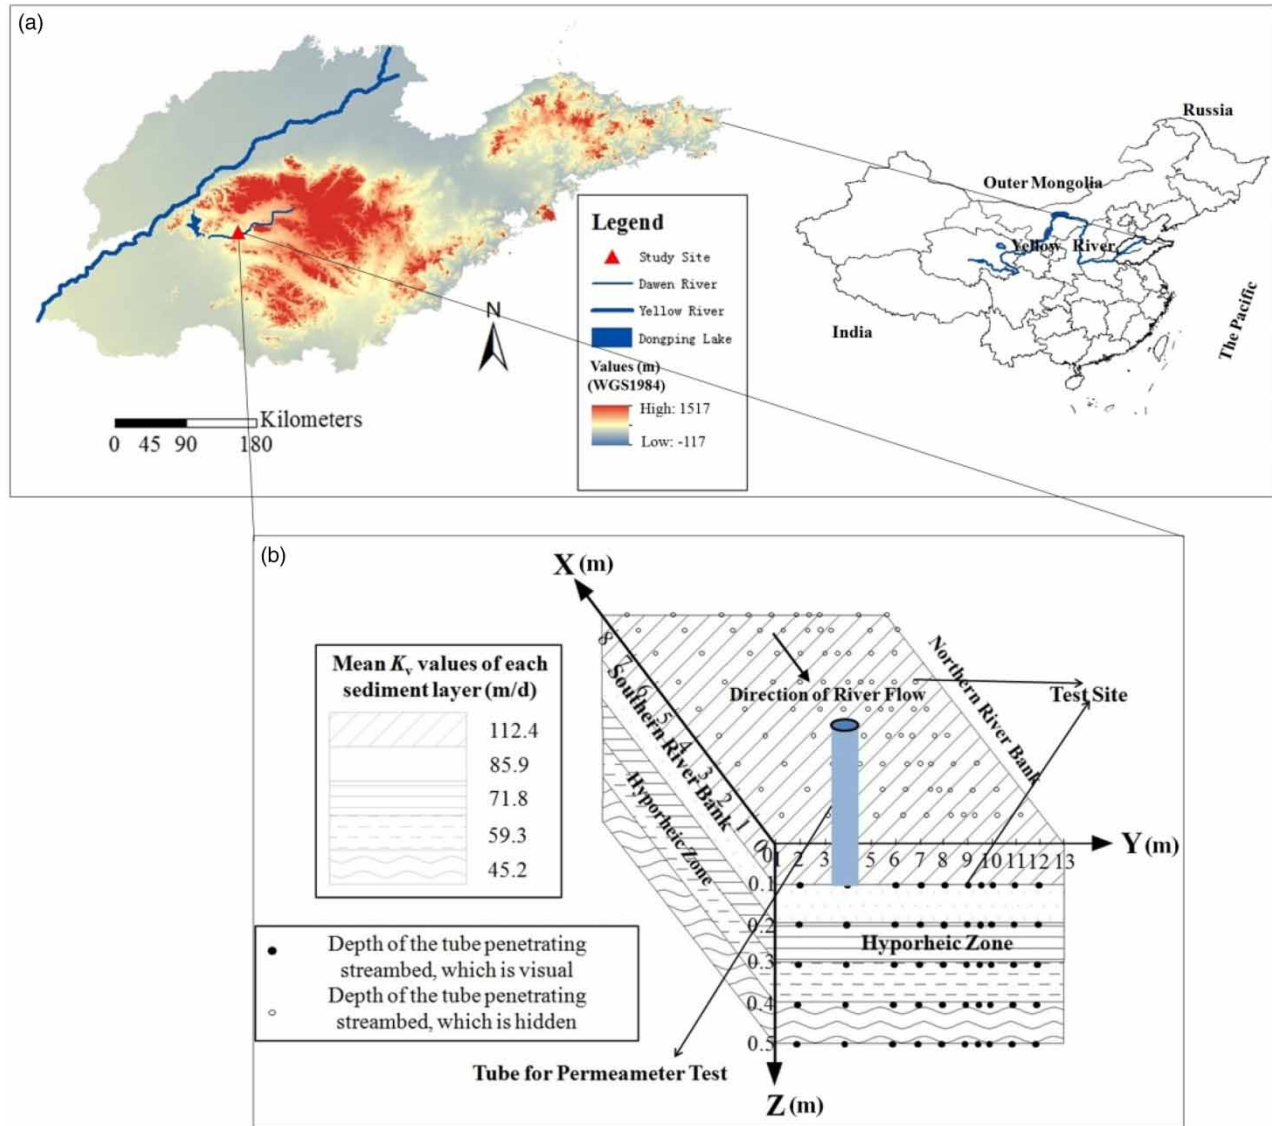 (a)
Russia
Outer Mongolia
Yellow River
India
The Pacific
Legend
Study Site
Dawen River
Yellow River
Dongping Lake
Values (m)
(WGS1984)
High: 1517
Low: -117
N
Kilometers
0 45 90 180
(b)
X (m)
Mean Kv values of each
sediment layer (m/d)
112.4
85.9
71.8
59.3
45.2
Depth of the tube penetrating
streambed, which is visual
Depth of the tube penetrating
streambed, which is hidden
8
7
6
5
4
3
2
1
0
Southern River Bank
Hyporheic Zone
Direction of River Flow
Northern River Bank
Test Site
Y (m)
0 1 2 3 5 6 7 8 9 10 11 12 13
0.1
0.2
0.3
0.4
0.5
Hyporheic Zone
Tube for Permeameter Test
Z (m)